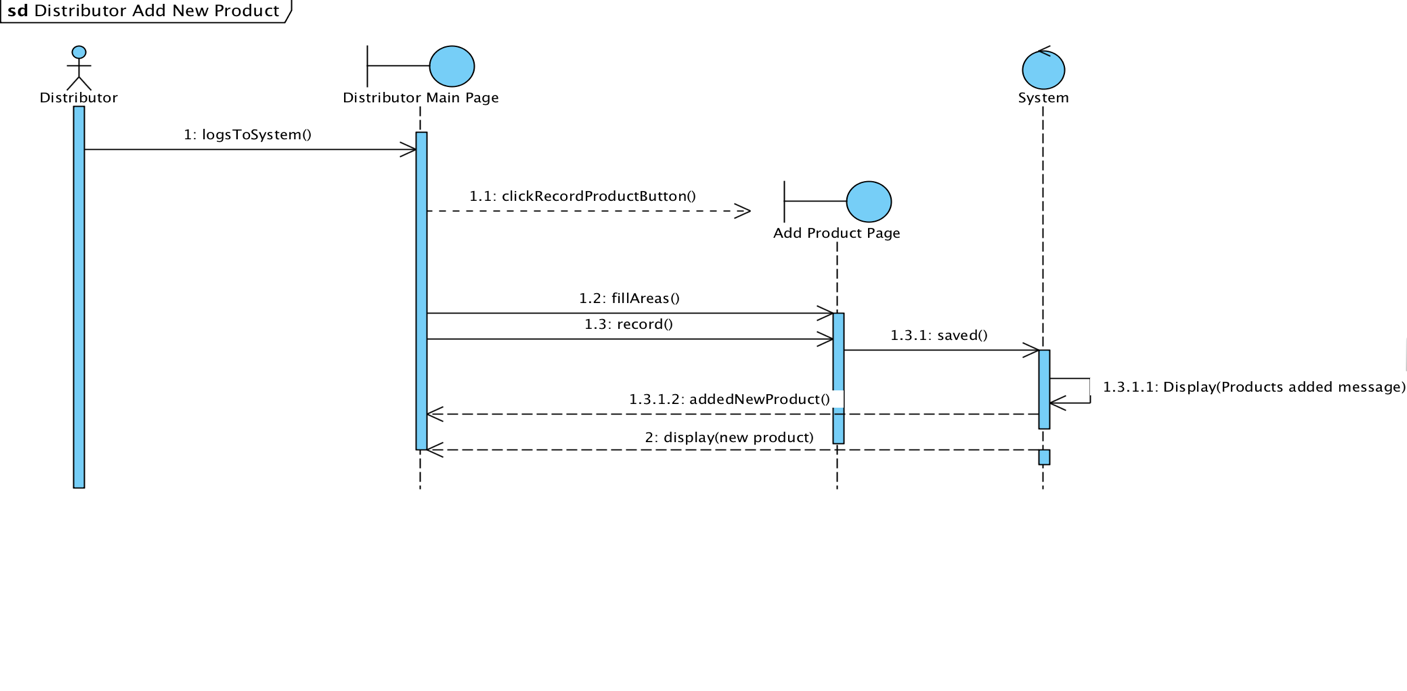 sd Distributor Add New Product
Distributor
Distributor Main Page
System
1: logsToSystem()
1.1: clickRecordProductButton()
Add Product Page
1.2: fillAreas()
1.3: record()
1.3.1: saved()
1.3.1.1: Display(Products added message)
1.3.1.2: addedNewProduct()
2: display(new product)